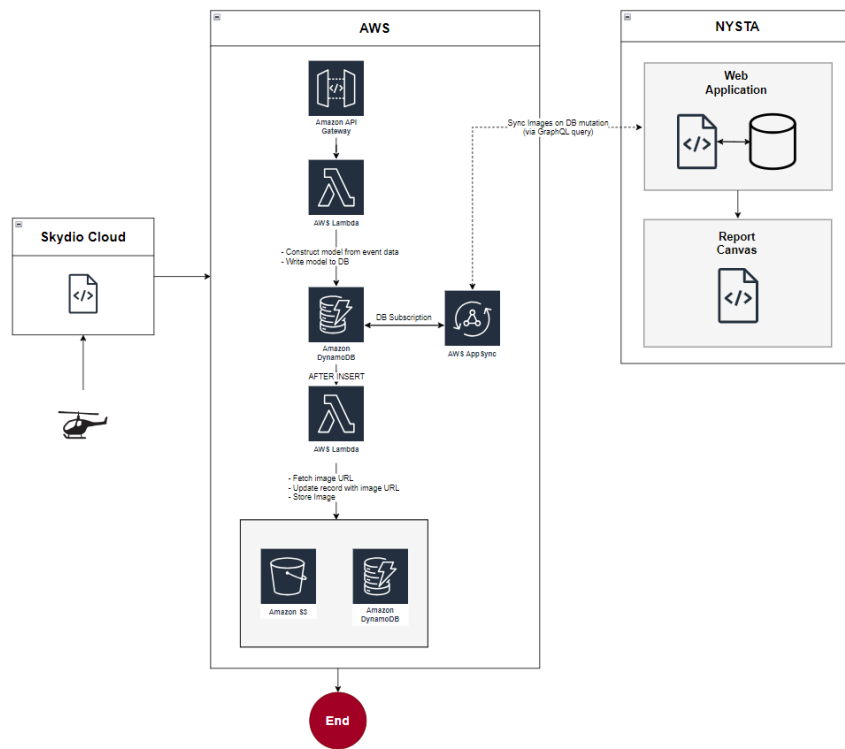 AWS
Amazon API
Gateway
AWS Lambda
- Construct model from event data
- Write model to DB
Amazon
DynamoDB
DB Subscription
AWS AppSync
AFTER INSERT
AWS Lambda
- Fetch image URL
- Update record with image URL
- Store Image
Amazon S3
Amazon
DynamoDB
End
Skydio Cloud
Sync Images on DB mutation
(via GraphQL query)
NYSTA
Web
Application
Report
Canvas